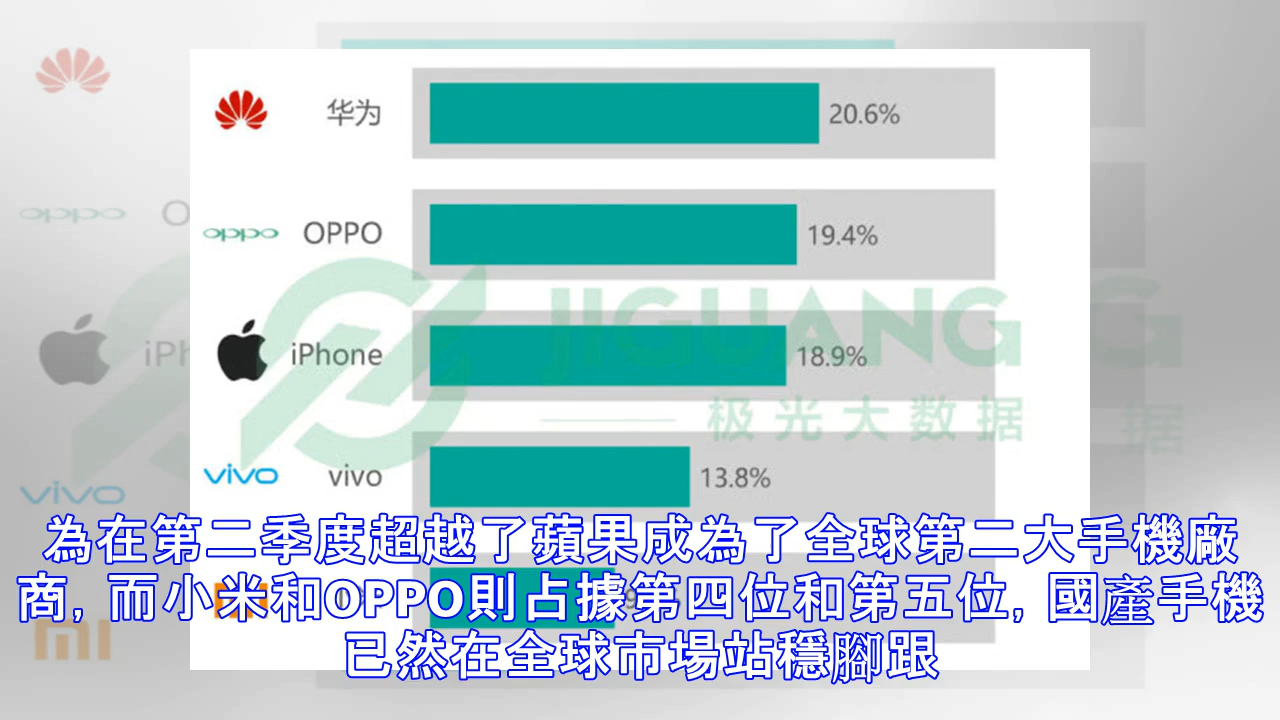 华为
20.6%
oppo
OPPO
19.4%
iPhone
18.9%
JIGUANG
极光大数据
vivo
vivo
13.8%
為在第二季度超越了蘋果成為了全球第二大手機廠
商,而小米和OPPO則占據第四位和第五位,國產手機
已然在全球市場站穩腳跟